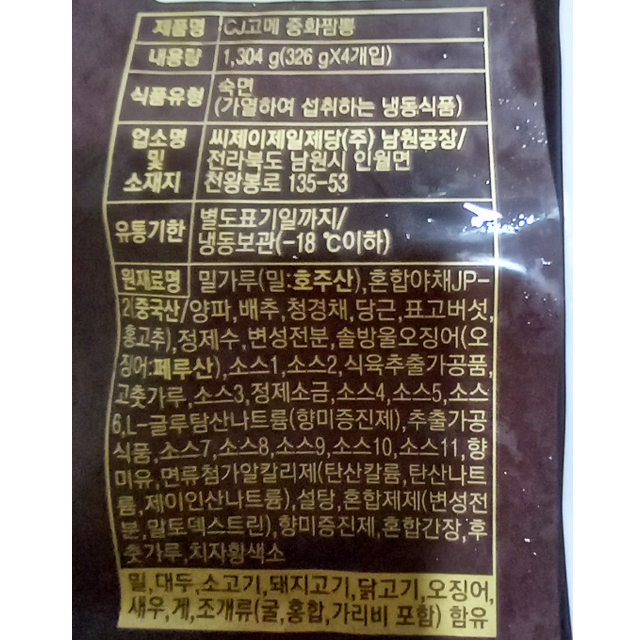 제품명 CJ고메 중화짬뽕
내용량 1,304 g(326 gX4개입)
식품유형 숙면
(가열하여 섭취하는 냉동식품)
업소명 및 소재지 씨제이제일제당(주) 남원공장/
전라북도 남원시 인월면
천왕봉로 135-53
유통기한 별도표기일까지/
냉동보관(-18 ℃이하)
원재료명 밀가루(밀:호주산),혼합야채JP-
2(중국산/양파,배추,청경채,당근,표고버섯,
홍고추),정제수,변성전분,솔방울오징어(오
징어:페루산),소스1,소스2,식육추출가공품,
고춧가루,소스3,정제소금,소스4,소스5,소스
6,L-글루탐산나트륨(향미증진제),추출가공
식품,소스7,소스8,소스9,소스10,소스11,향
미유,면류첨가알칼리제(탄산칼륨,탄산나트
륨,제이인산나트륨),설탕,혼합제제(변성전
분,말토덱스트린),향미증진제,혼합간장,후
춧가루,치자황색소
밀,대두,소고기,돼지고기,닭고기,오징어,
새우,게,조개류(굴,홍합,가리비 포함) 함유